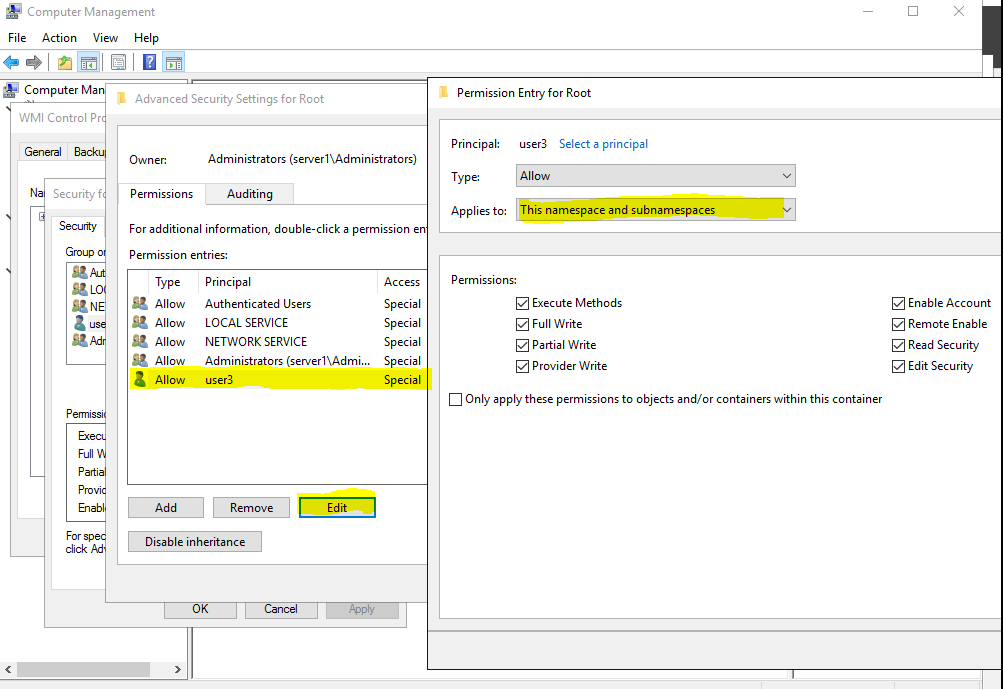 Computer Management
File Action View Help
Computer Man
WMI Control Pro
General Backup
Na
Security fo
Security
Group or
Aut
LOC
NE
use
Adm
Permissio
Execu
Full W
Partial
Provid
Enabl
For spec
click Adv
OK Cancel Apply
Advanced Security Settings for Root
Owner: Administrators (server1\Administrators)
Permissions Auditing
For additional information, double-click a permission ent
Permission entries:
Type Principal Access
Allow Authenticated Users Special
Allow LOCAL SERVICE Special
Allow NETWORK SERVICE Special
Allow Administrators (server1\Admi... Special
Allow user3 Special
Add Remove Edit
Disable inheritance
Permission Entry for Root
Principal: user3 Select a principal
Type: Allow
Applies to: This namespace and subnamespaces
Permissions:
Execute Methods Enable Account
Full Write Remote Enable
Partial Write Read Security
Provider Write Edit Security
Only apply these permissions to objects and/or containers within this container